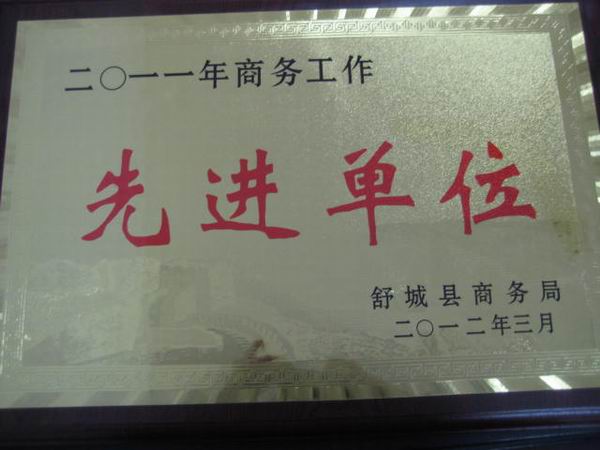 二〇一一年商务工作
先进单位
舒城县商务局
二〇一二年三月